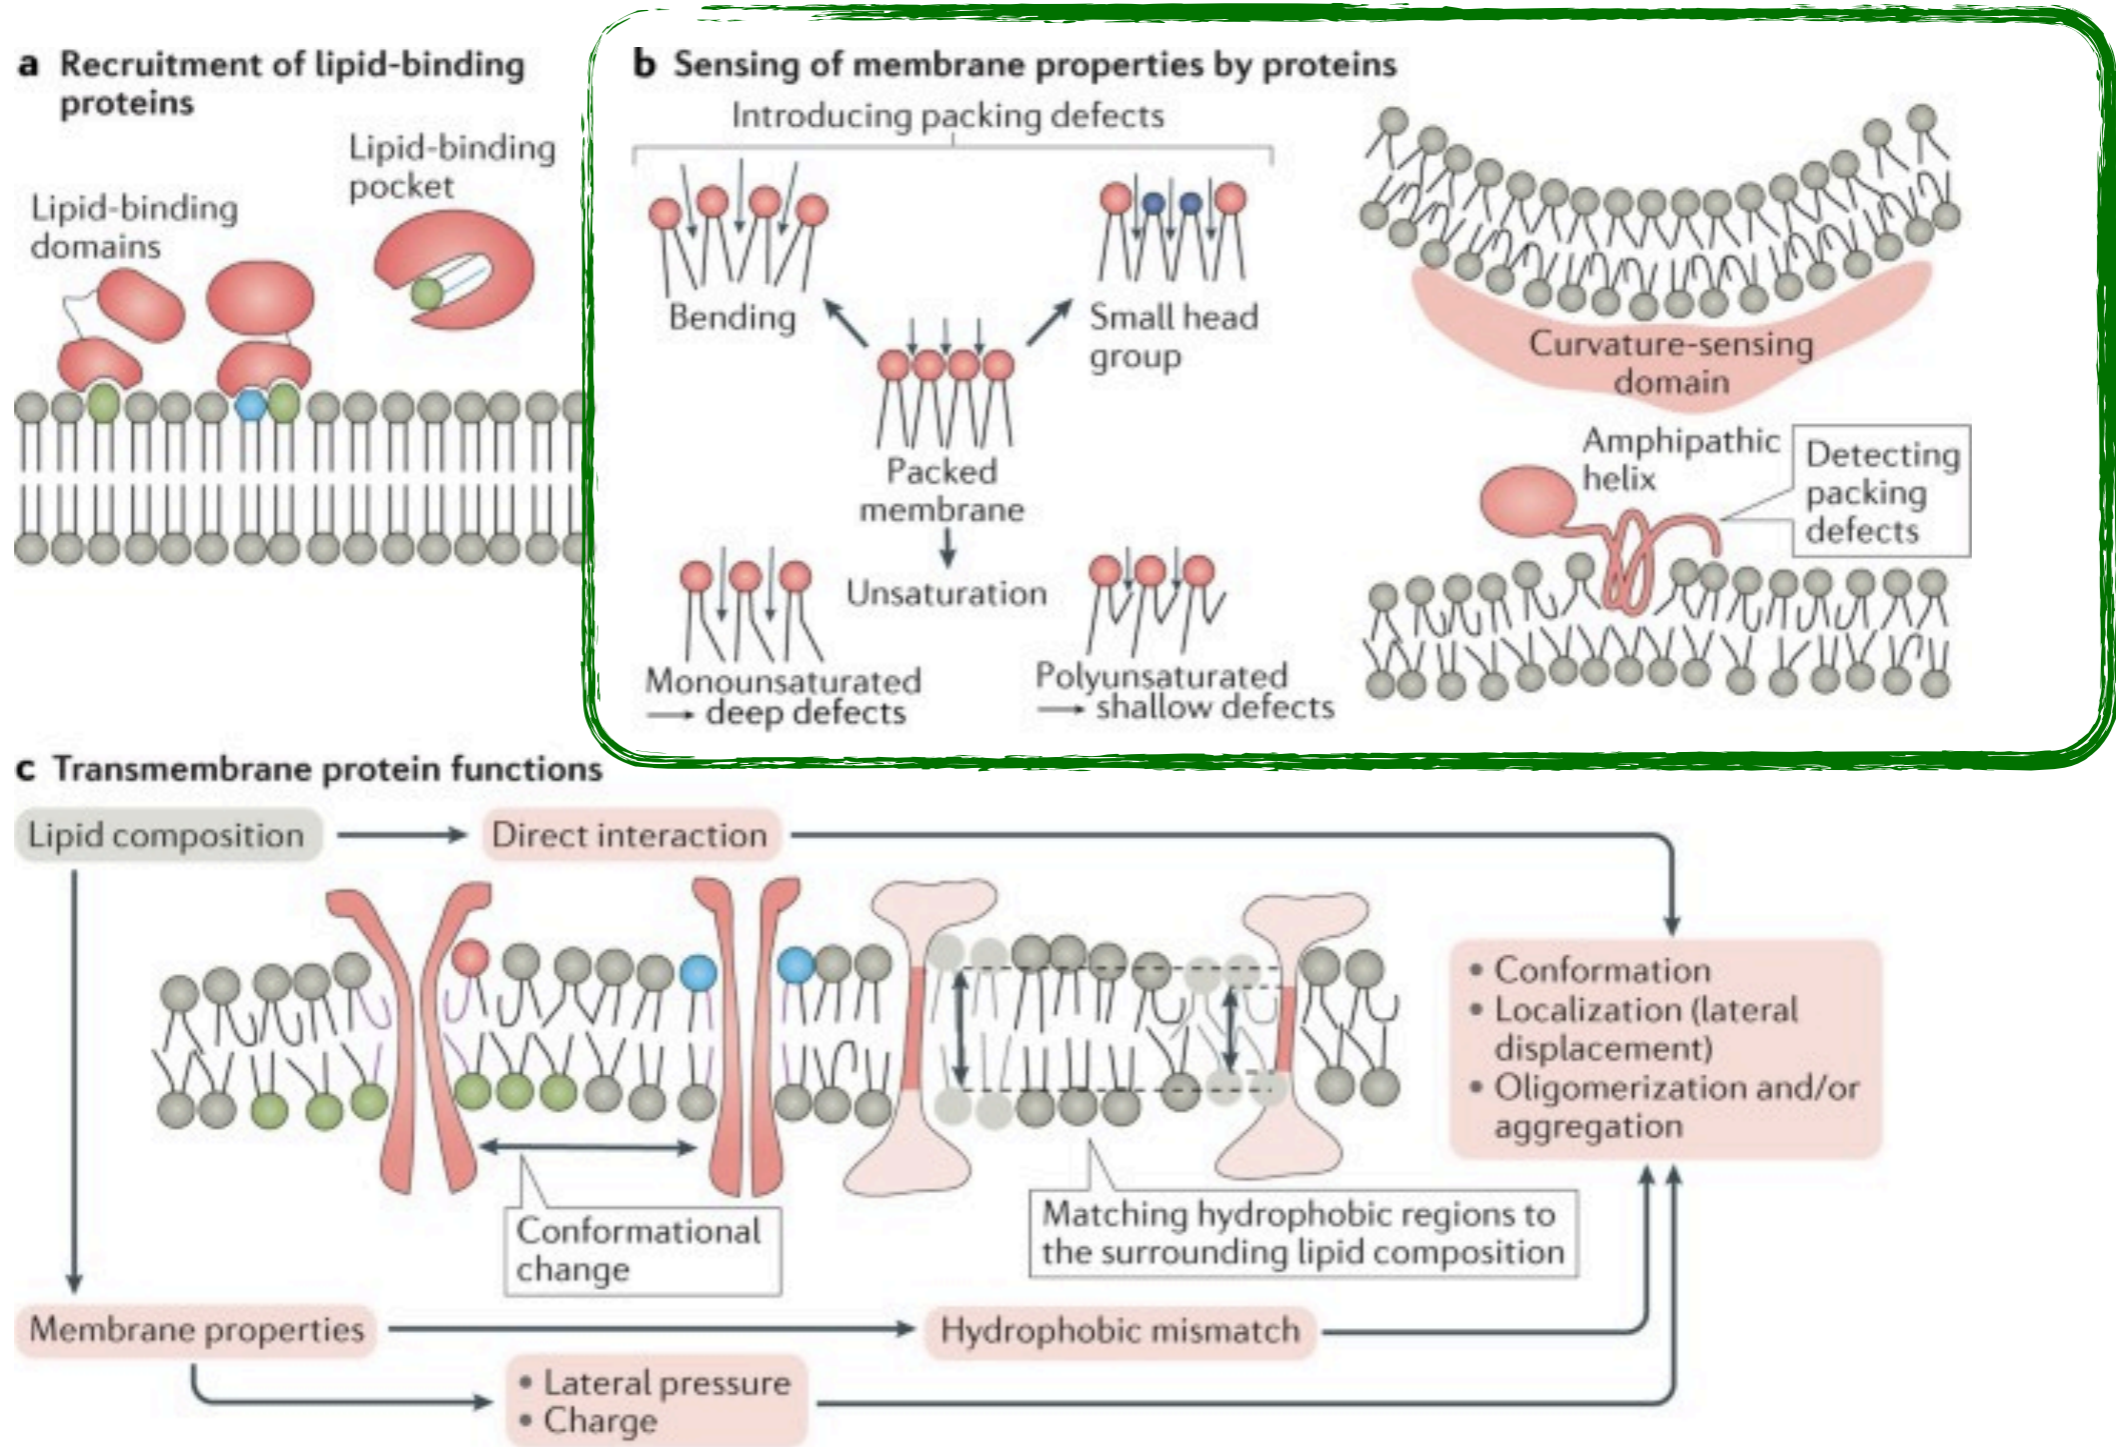 a Recruitment of lipid-binding
proteins
Lipid-binding
pocket
Lipid-binding
domains
b Sensing of membrane properties by proteins
Introducing packing defects
Bending
Small head
group
Packed
membrane
Unsaturation
Monounsaturated
→ deep defects
Polyunsaturated
→ shallow defects
Curvature-sensing
domain
Amphipathic
helix
Detecting
packing
defects
c Transmembrane protein functions
Lipid composition
Direct interaction
• Conformation
• Localization (lateral
displacement)
• Oligomerization and/or
aggregation
Conformational
change
Matching hydrophobic regions to
the surrounding lipid composition
Membrane properties
Hydrophobic mismatch
• Lateral pressure
• Charge